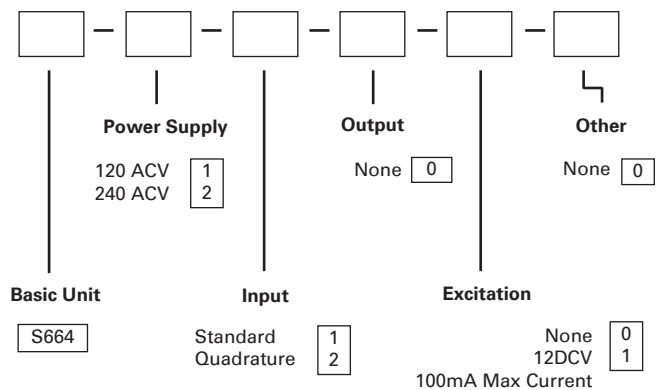 Power Supply
120 ACV 1
240 ACV 2
Output
None 0
Other
None 0
Basic Unit
S664
Input
Standard 1
Quadrature 2
Excitation
None 0
12DCV 1
100mA Max Current